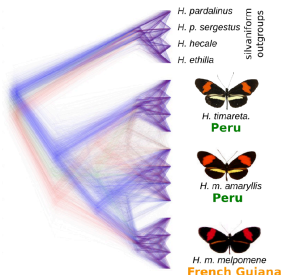 H. pardalinus
H. p. sergestus
H. hecale
H. ethilia
silvaniform
outgroups
H. timareta.
Peru
H. m. amaryllis
Peru
H. m. melpomene
French Guiana